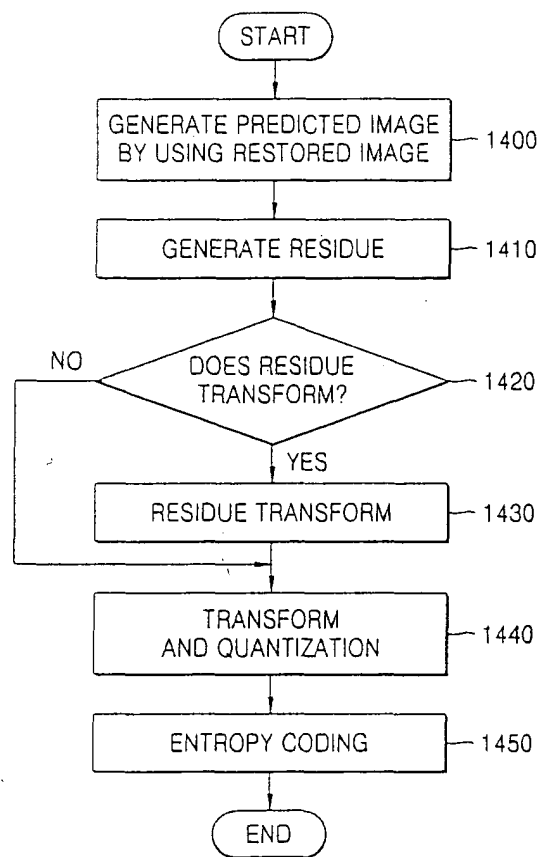 START
GENERATE PREDICTED IMAGE
BY USING RESTORED IMAGE
1400
GENERATE RESIDUE
1410
DOES RESIDUE
TRANSFORM?
1420
NO
YES
RESIDUE TRANSFORM
1430
TRANSFORM
AND QUANTIZATION
1440
ENTROPY CODING
1450
END